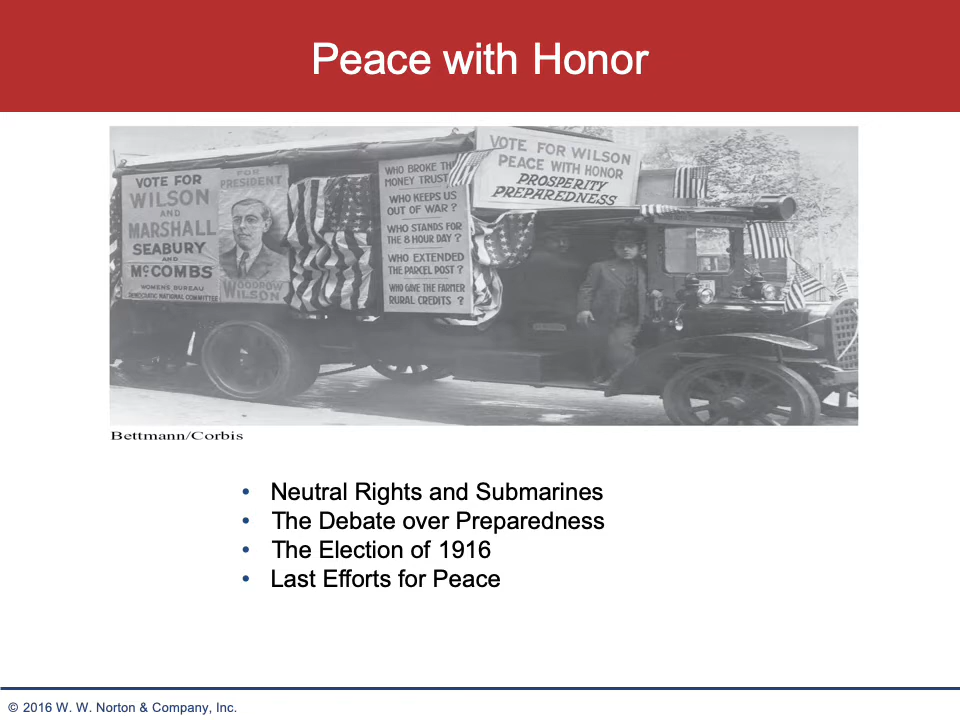 Peace with Honor
VOTE FOR
WILSON
AND
MARSHALL
SEABURY
AND
McCOMBS
WOMENS BUREAU
DEMOCRATIC NATIONAL COMMITTEE
FOR
PRESIDENT
WOODROW
WILSON
WHO BROKE THE
MONEY TRUST
WHO KEEPS US
OUT OF WAR?
WHO STANDS FOR
THE 8 HOUR DAY?
WHO EXTENDED
THE PARCEL POST?
WHO GAVE THE FARMER
RURAL CREDITS?
VOTE FOR WILSON
PEACE WITH HONOR
PROSPERITY
PREPAREDNESS
Bettmann/Corbis
• Neutral Rights and Submarines
• The Debate over Preparedness
• The Election of 1916
• Last Efforts for Peace
© 2016 W. W. Norton & Company, Inc.